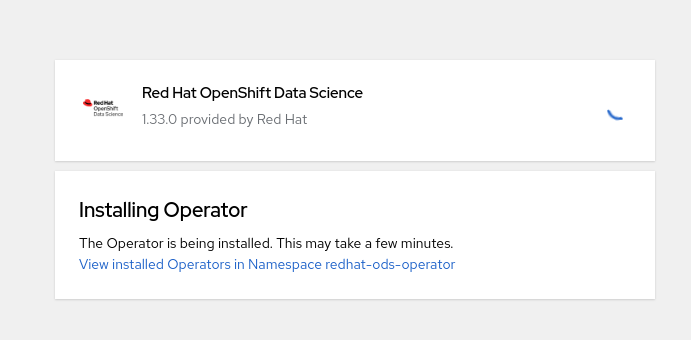 Red Hat
OpenShift
Data Science
Red Hat OpenShift Data Science
1.33.0 provided by Red Hat
Installing Operator
The Operator is being installed. This may take a few minutes.
View installed Operators in Namespace redhat-ods-operator